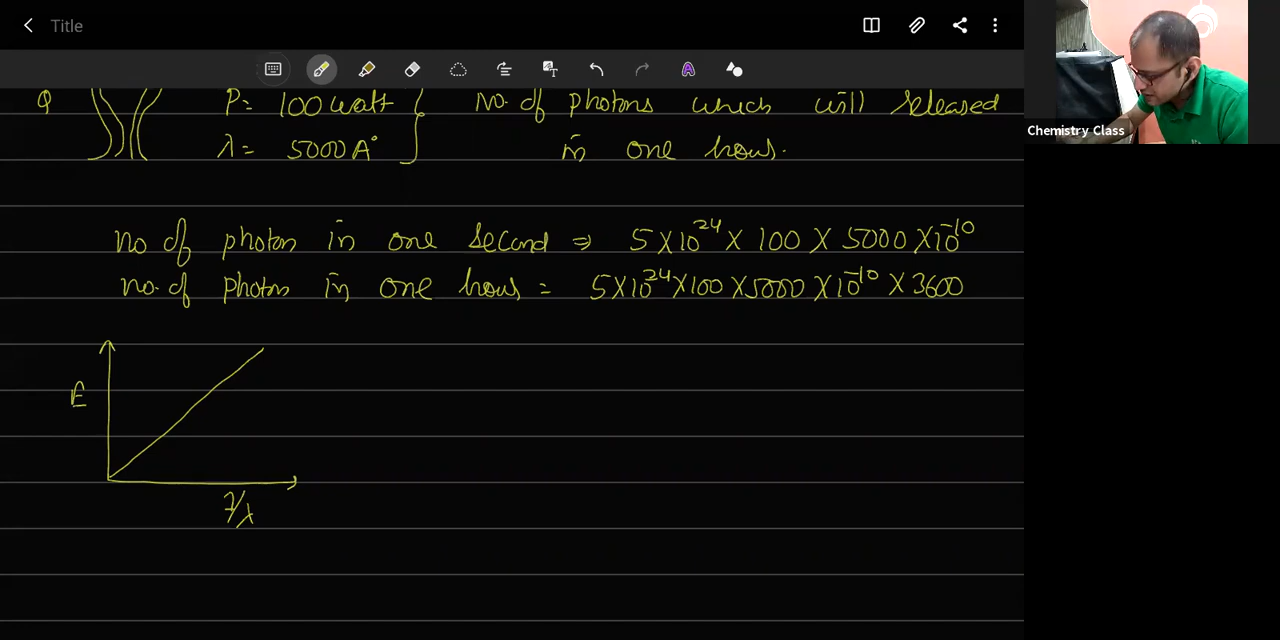 Title
Chemistry Class
Q P = 100 watt No. of photons which will released
λ = 5000 A° in one hour.
no of photon in one second ⇒ 5 X 10^24 X 100 X 5000 X 10^-10
no. of photon in one hour = 5 X 10^24 X 100 X 5000 X 10^-10 X 3600
E
1/λ